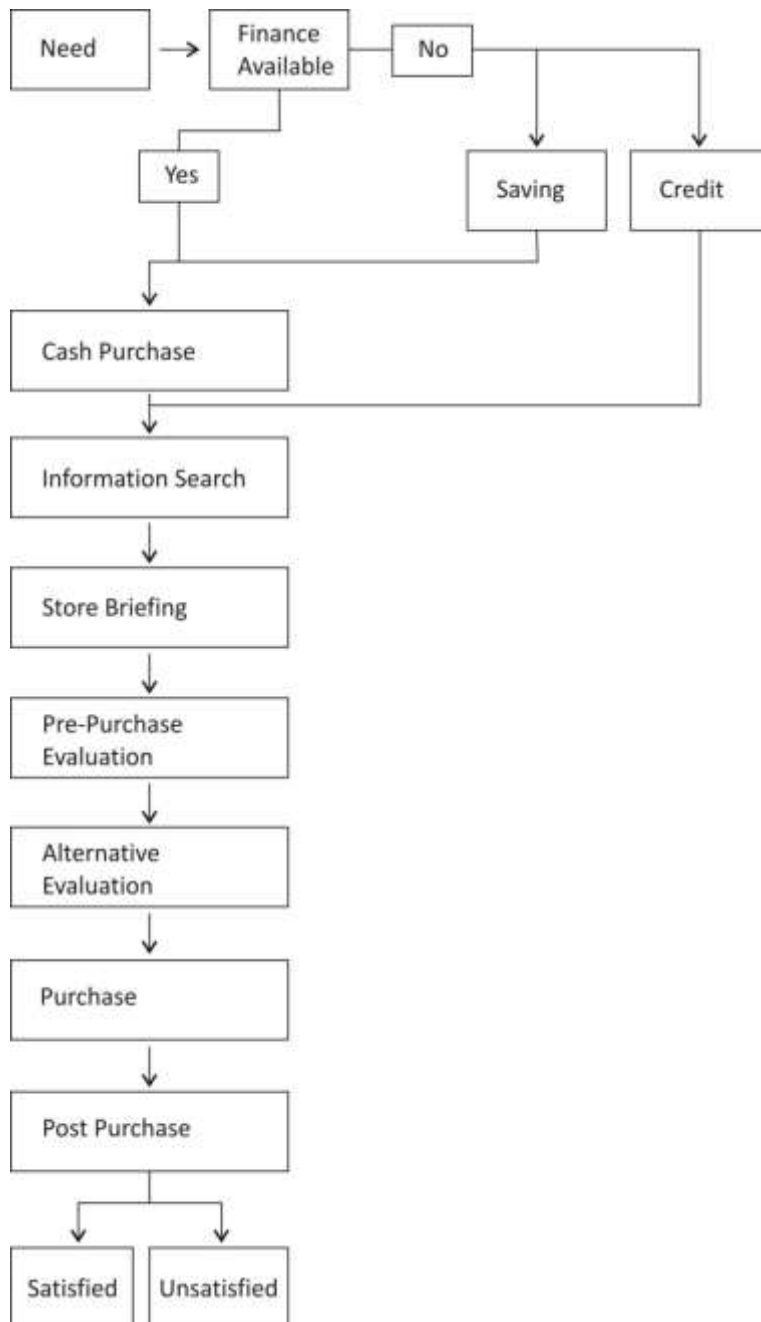 Need
Finance
Available
No
Yes
Saving
Credit
Cash Purchase
Information Search
Store Briefing
Pre-Purchase
Evaluation
Alternative
Evaluation
Purchase
Post Purchase
Satisfied
Unsatisfied